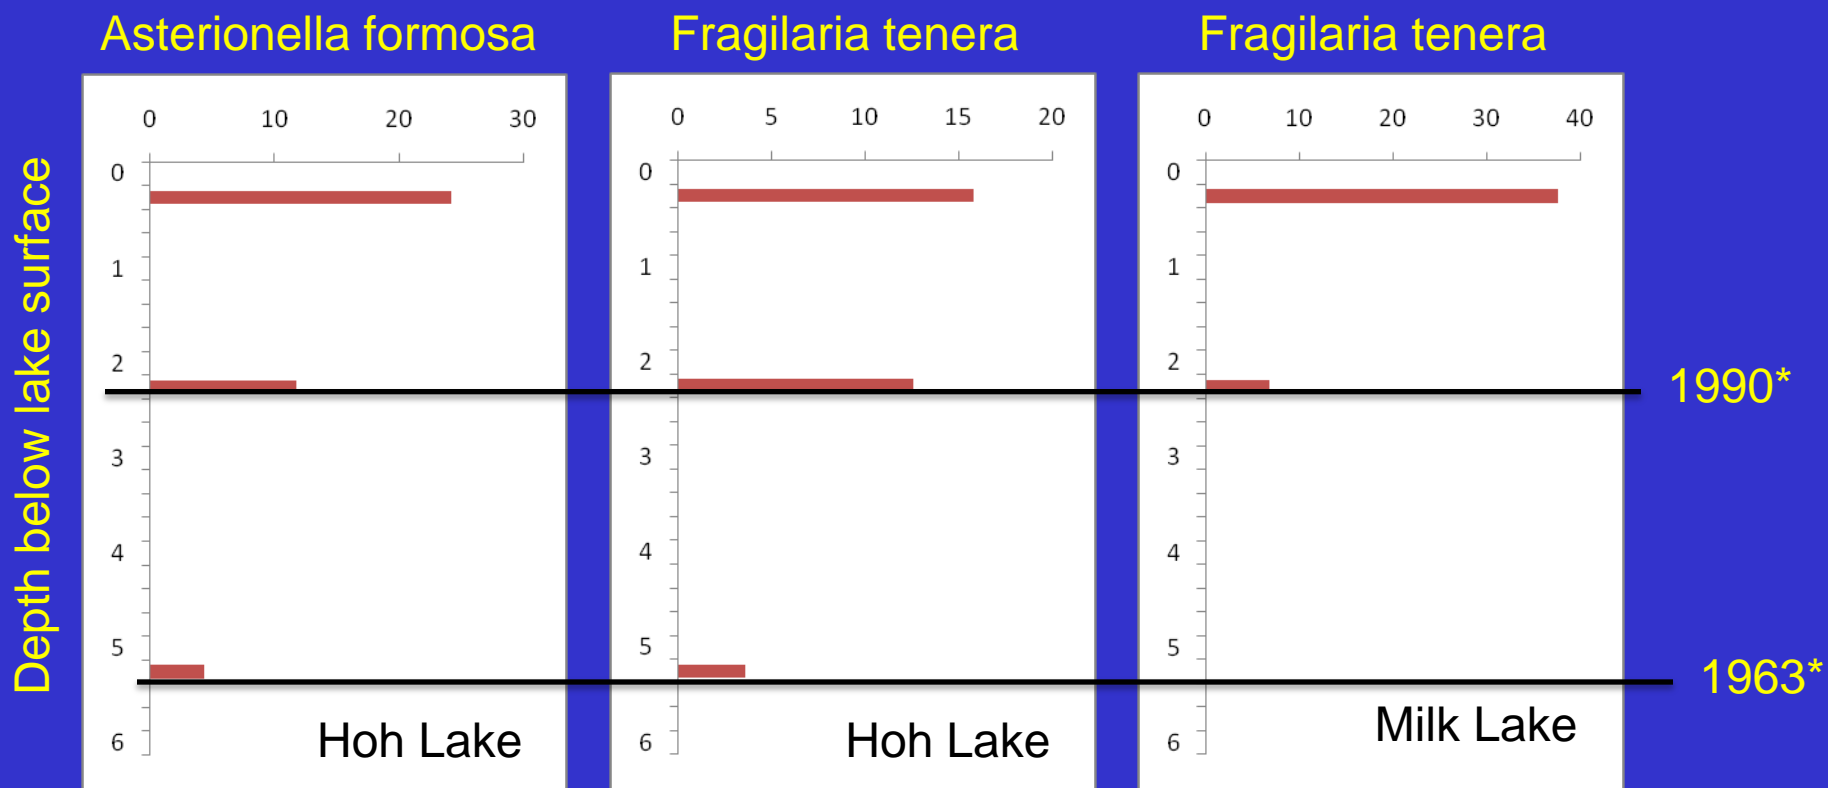 Asterionella formosa
Fragilaria tenera
Fragilaria tenera
Depth below lake surface
0 10 20 30
0
1
2
3
4
5
6
Hoh Lake
0 5 10 15 20
0
1
2
3
4
5
6
Hoh Lake
0 10 20 30 40
0
1
2
3
4
5
6
Milk Lake
1990*
1963*